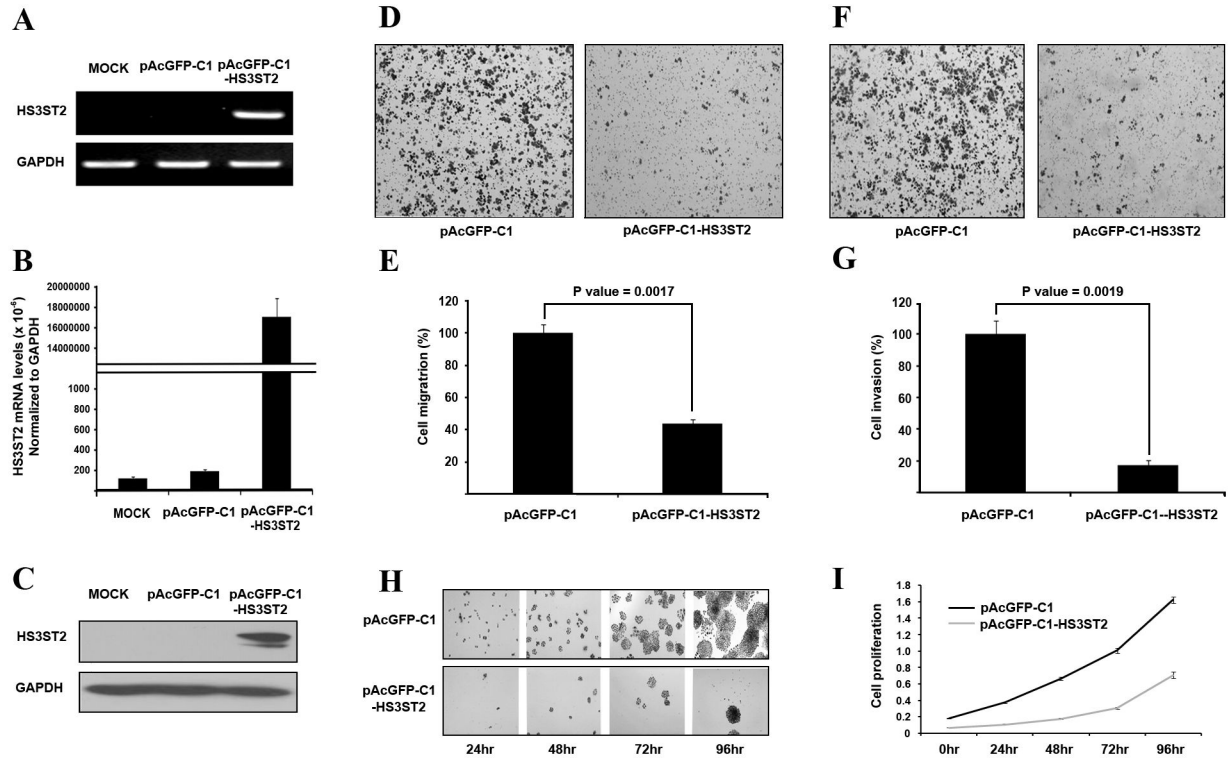 A
MOCK pAcGFP-C1 pAcGFP-C1
-HS3ST2
HS3ST2
GAPDH
B
HS3ST2 mRNA levels (x 10-6)
Normalized to GAPDH
20000000
18000000
16000000
14000000
1000
800
600
400
200
MOCK pAcGFP-C1 pAcGFP-C1
-HS3ST2
C
MOCK pAcGFP-C1 pAcGFP-C1
-HS3ST2
HS3ST2
GAPDH
D
pAcGFP-C1 pAcGFP-C1-HS3ST2
E
P value = 0.0017
Cell migratrion (%)
120
100
80
60
40
20
pAcGFP-C1 pAcGFP-C1-HS3ST2
F
pAcGFP-C1 pAcGFP-C1-HS3ST2
G
P value = 0.0019
Cell invasion (%)
120
100
80
60
40
20
pAcGFP-C1 pAcGFP-C1--HS3ST2
H
pAcGFP-C1
pAcGFP-C1
-HS3ST2
24hr 48hr 72hr 96hr
I
Cell proliferation
1.8
1.6
1.4
1.2
1.0
0.8
0.6
0.4
0.2
0
pAcGFP-C1
pAcGFP-C1-HS3ST2
0hr 24hr 48hr 72hr 96hr